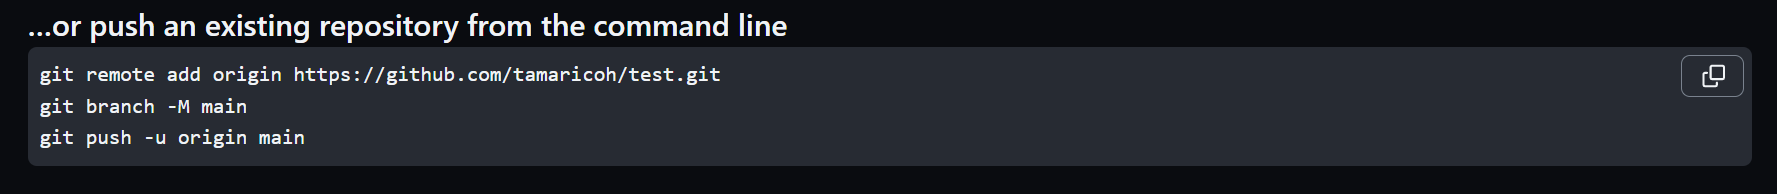 ...or push an existing repository from the command line
git remote add origin https://github.com/tamaricoh/test.git
git branch -M main
git push -u origin main